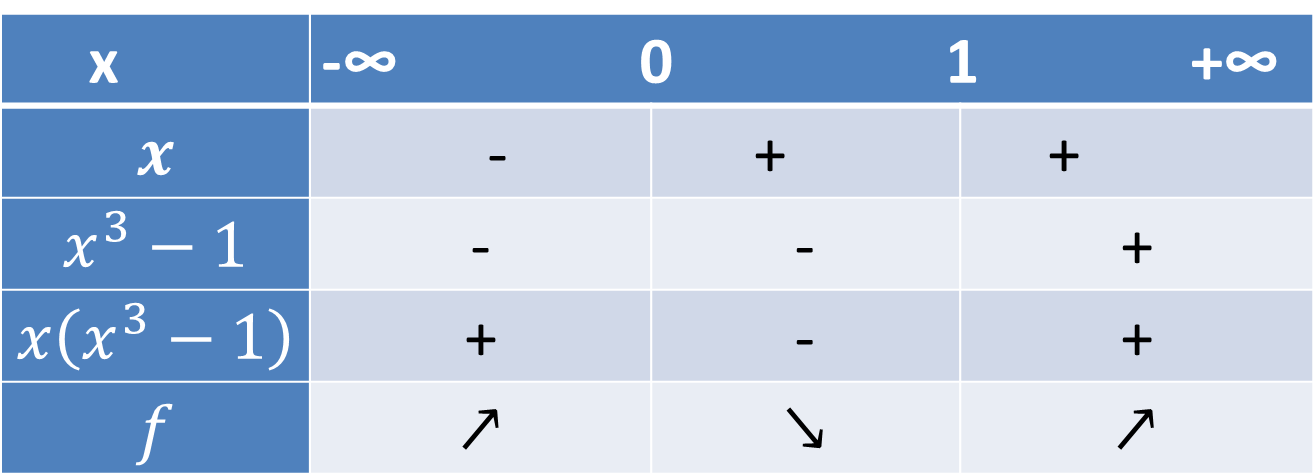 x -∞ 0 1 +∞
𝑥 - + +
𝑥³ − 1 - - +
𝑥(𝑥³ − 1) + - +
𝑓 ↗ ↘ ↗